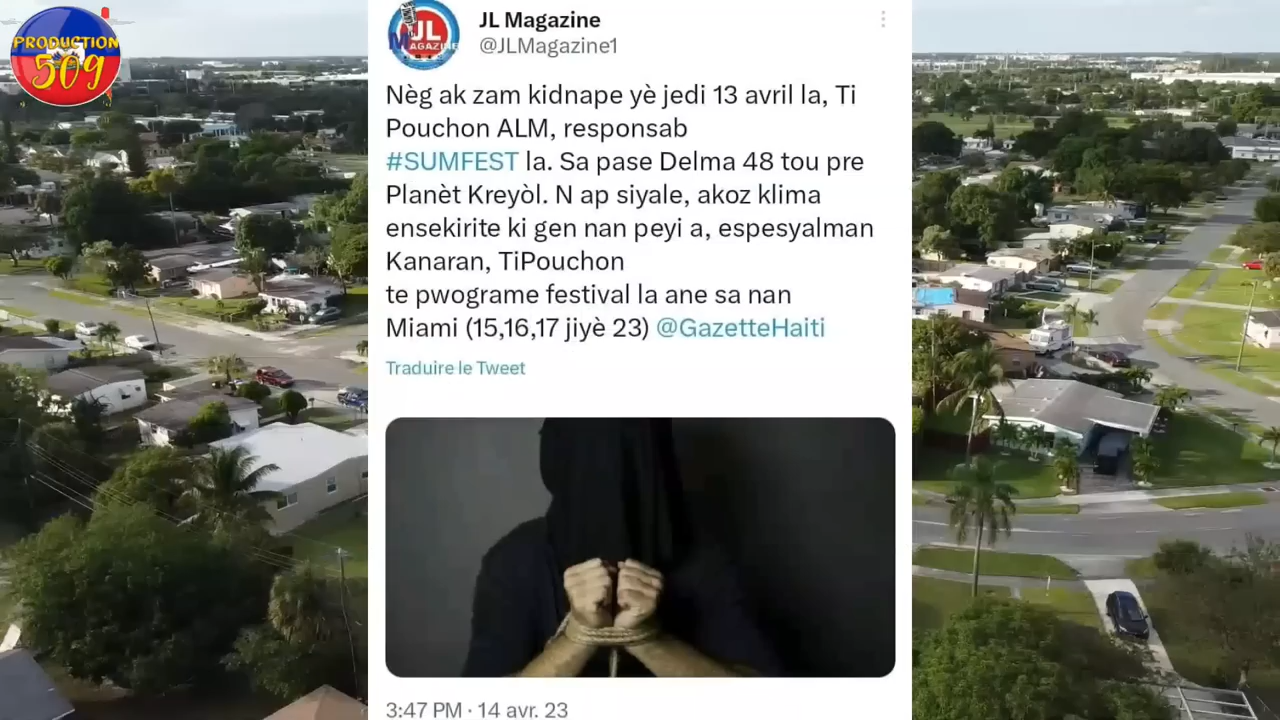 PRODUCTION
509
JL
MAGAZINE
JL Magazine
@JLMagazine1
Nèg ak zam kidnape yè jedi 13 avril la, Ti
Pouchon ALM, responsab
#SUMFEST la. Sa pase Delma 48 tou pre
Planèt Kreyòl. N ap siyale, akoz klima
ensekirite ki gen nan peyi a, espesyalman
Kanaran, TiPouchon
te pwograme festival la ane sa nan
Miami (15,16,17 jiyè 23) @GazetteHaiti
Traduire le Tweet
3:47 PM · 14 avr. 23